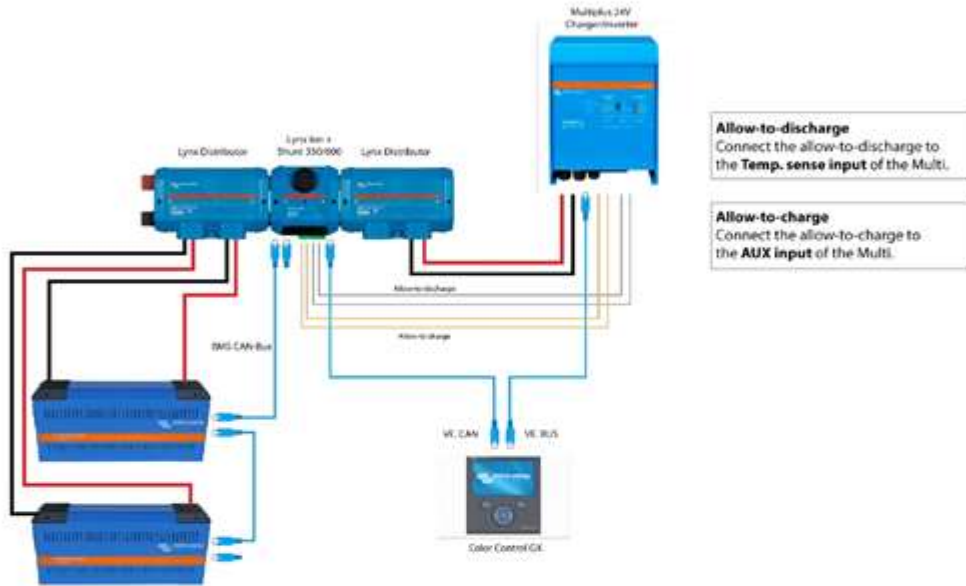 Multiplus 24V
Charger/Inverter
Lynx Distributor
Lynx Ion +
Shunt 350/600
Lynx Distributor
Allow-to-discharge
Connect the allow-to-discharge to
the Temp. sense input of the Multi.
Allow-to-charge
Connect the allow-to-charge to
the AUX input of the Multi.
Allow-to-discharge
Allow-to-charge
BMS CAN-Bus
VE. CAN
VE. BUS
Color Control GX